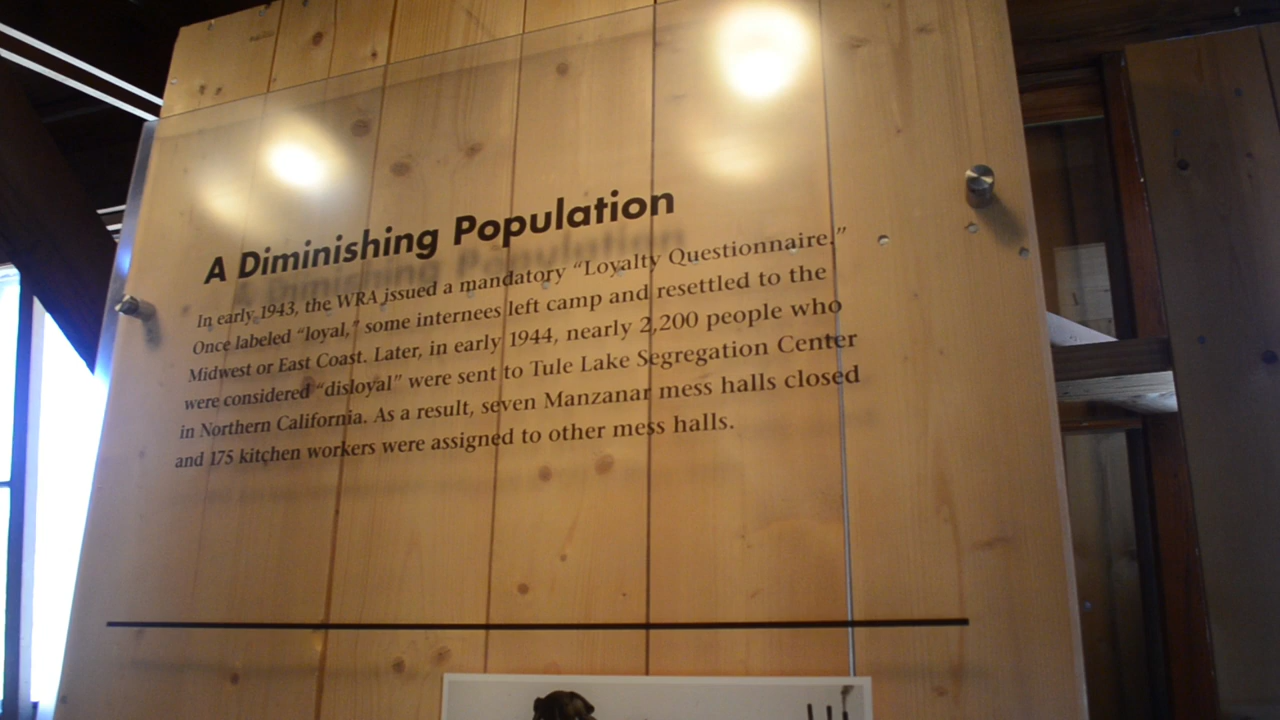 A Diminishing Population
In early 1943, the WRA issued a mandatory “Loyalty Questionnaire.”
Once labeled “loyal,” some internees left camp and resettled to the
Midwest or East Coast. Later, in early 1944, nearly 2,200 people who
were considered “disloyal” were sent to Tule Lake Segregation Center
in Northern California. As a result, seven Manzanar mess halls closed
and 175 kitchen workers were assigned to other mess halls.